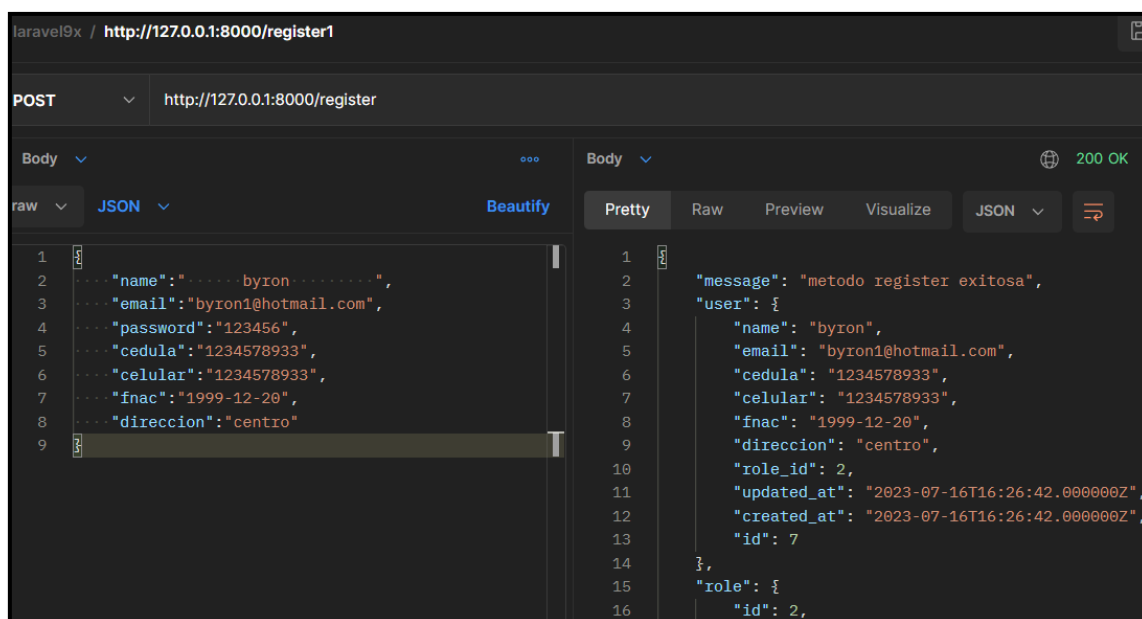 laravel9x / http://127.0.0.1:8000/register1
POST http://127.0.0.1:8000/register
Body
raw JSON Beautify
1 {
2 ····"name":"······byron·········",
3 ····"email":"byron1@hotmail.com",
4 ····"password":"123456",
5 ····"cedula":"1234578933",
6 ····"celular":"1234578933",
7 ····"fnac":"1999-12-20",
8 ····"direccion":"centro"
9 }
Body 200 OK
Pretty Raw Preview Visualize JSON
1 {
2 "message": "metodo register exitosa",
3 "user": {
4 "name": "byron",
5 "email": "byron1@hotmail.com",
6 "cedula": "1234578933",
7 "celular": "1234578933",
8 "fnac": "1999-12-20",
9 "direccion": "centro",
10 "role_id": 2,
11 "updated_at": "2023-07-16T16:26:42.000000Z",
12 "created_at": "2023-07-16T16:26:42.000000Z",
13 "id": 7
14 },
15 "role": {
16 "id": 2,